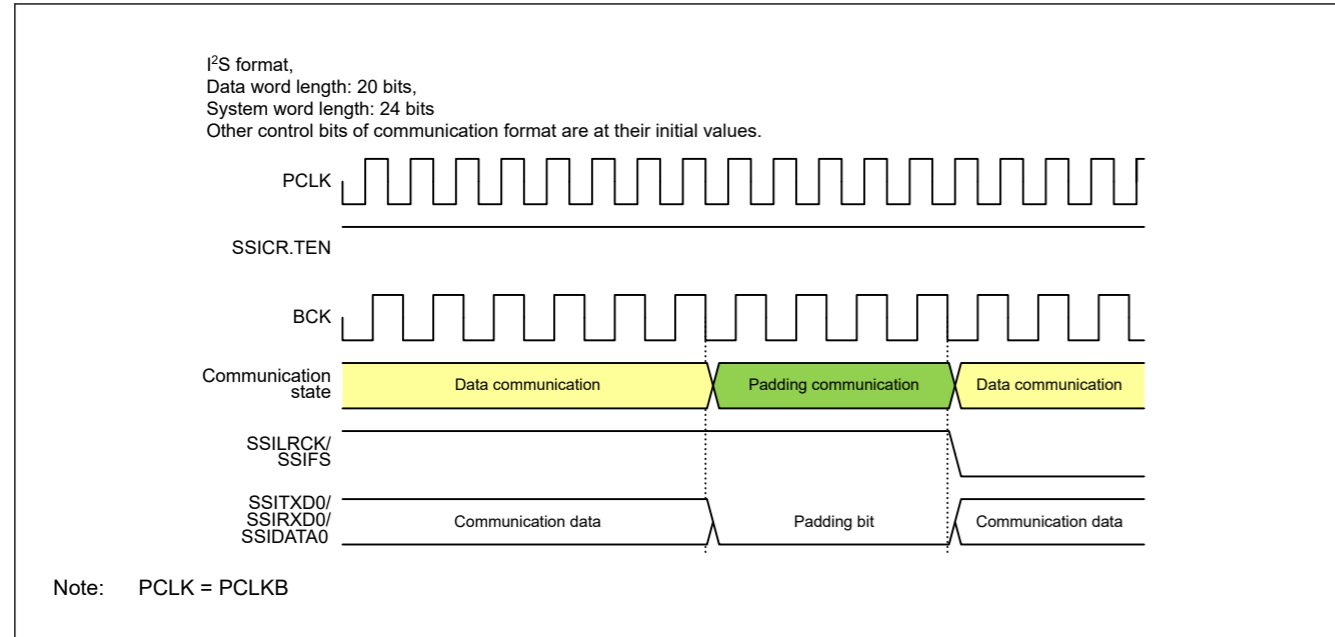 I²S format,
Data word length: 20 bits,
System word length: 24 bits
Other control bits of communication format are at their initial values.
PCLK
SSICR.TEN
BCK
Communication
state
Data communication
Padding communication
Data communication
SSILRCK/
SSIFS
SSITXD0/
SSIRXD0/
SSIDATA0
Communication data
Padding bit
Communication data
Note: PCLK = PCLKB